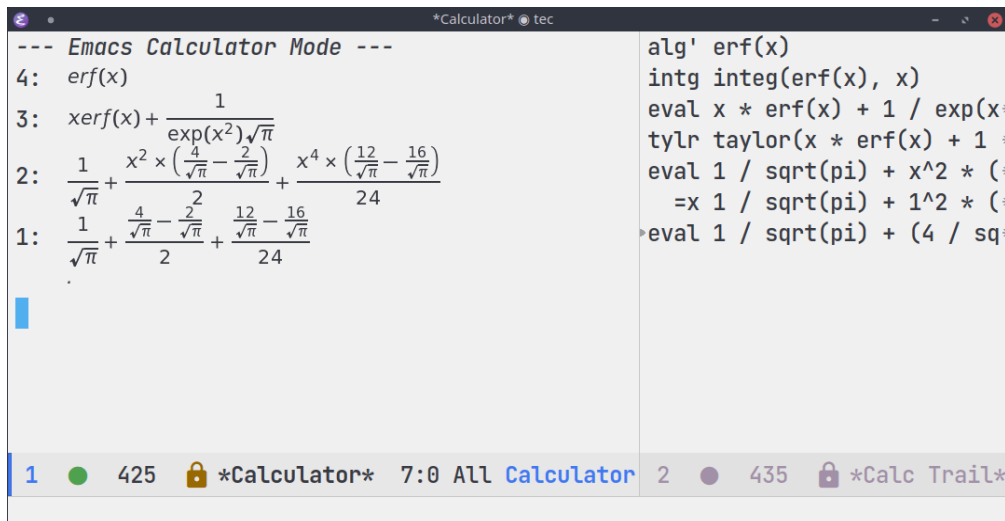 *Calculator* ◉ tec
--- Emacs Calculator Mode ---
4: erf(x)
3: xerf(x) + 1/(exp(x²)√π)
2: 1/√π + (x² × (4/√π − 2/√π))/2 + (x⁴ × (12/√π − 16/√π))/24
1: 1/√π + (4/√π − 2/√π)/2 + (12/√π − 16/√π)/24
.
alg' erf(x)
intg integ(erf(x), x)
eval x * erf(x) + 1 / exp(x
tylr taylor(x * erf(x) + 1
eval 1 / sqrt(pi) + x^2 * (
=x 1 / sqrt(pi) + 1^2 * (
eval 1 / sqrt(pi) + (4 / sq
1 ● 425 *Calculator* 7:0 All Calculator
2 ● 435 *Calc Trail*